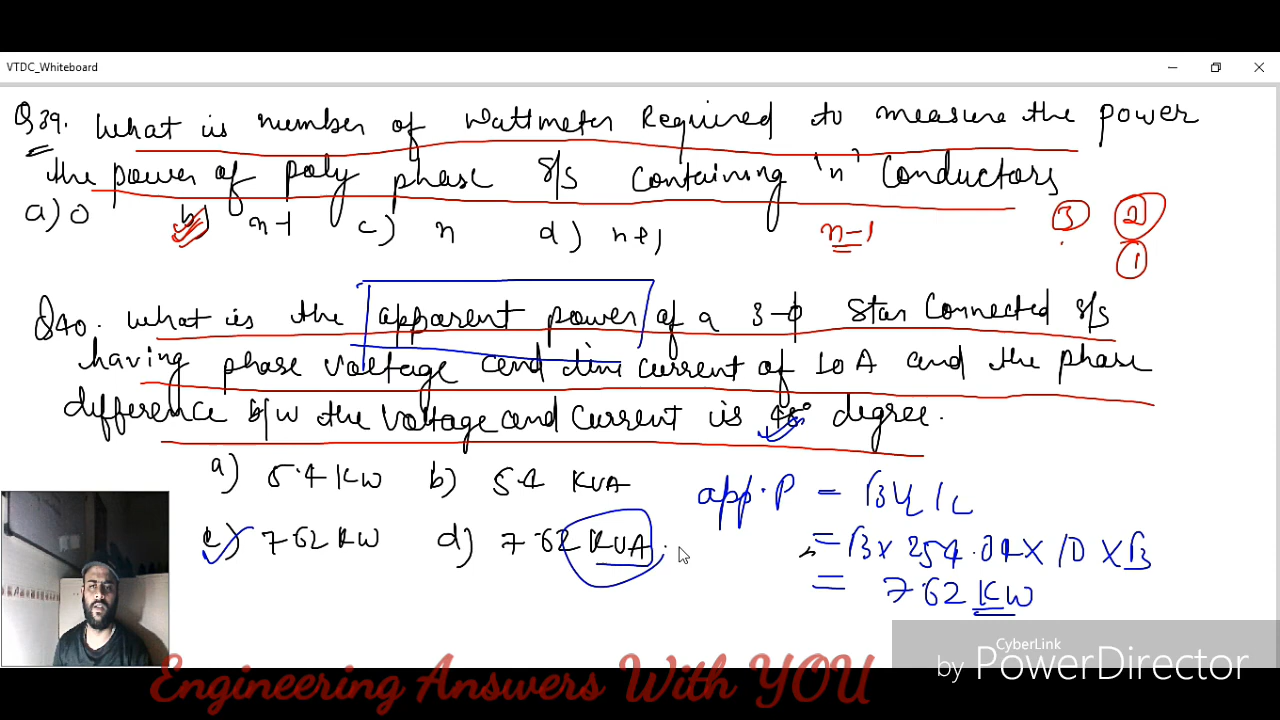 VTDC_Whiteboard
Q39. What is number of Wattmeter Required to measure the power
the power of poly phase s/s containing 'n' Conductors
a) 0 b) n-1 c) n d) n+1
n-1
3 2
1
Q40. What is the apparent power of a 3-ϕ Star Connected s/s
having phase voltage and line current of 10 A and the phase
difference b/w the Voltage and Current is 45° degree.
a) 5.4 KW b) 5.4 KVA
c) 7.62 KW d) 7.62 KVA.
app. P = √3 VL IL
= √3 x 254.04 x 10 x √3
= 7.62 KW
CyberLink
by PowerDirector
Engineering Answers With YOU